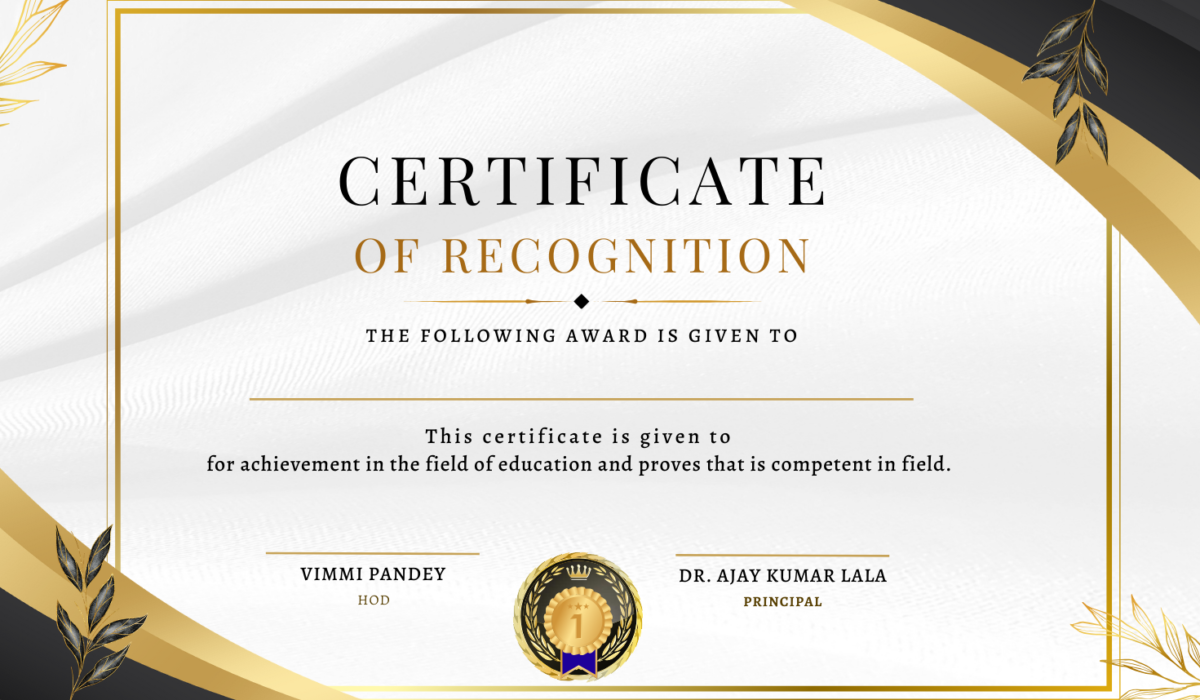 CERTIFICATE
OF RECOGNITION
THE FOLLOWING AWARD IS GIVEN TO
This certificate is given to
for achievement in the field of education and proves that is competent in field.
VIMMI PANDEY
HOD
1
DR. AJAY KUMAR LALA
PRINCIPAL